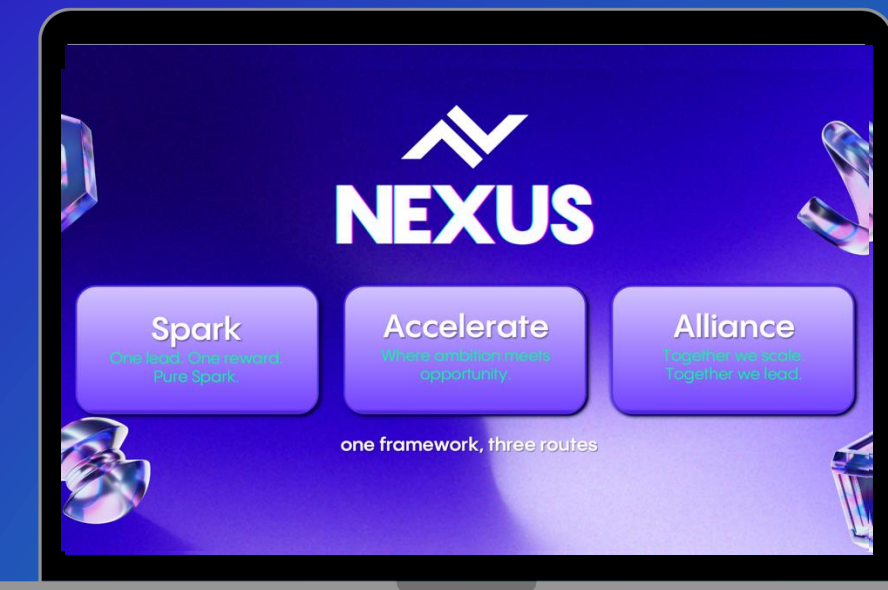 NEXUS
Spark
One lead. One reward.
Pure Spark.
Accelerate
Where ambition meets
opportunity.
Alliance
Together we scale.
Together we lead.
one framework, three routes